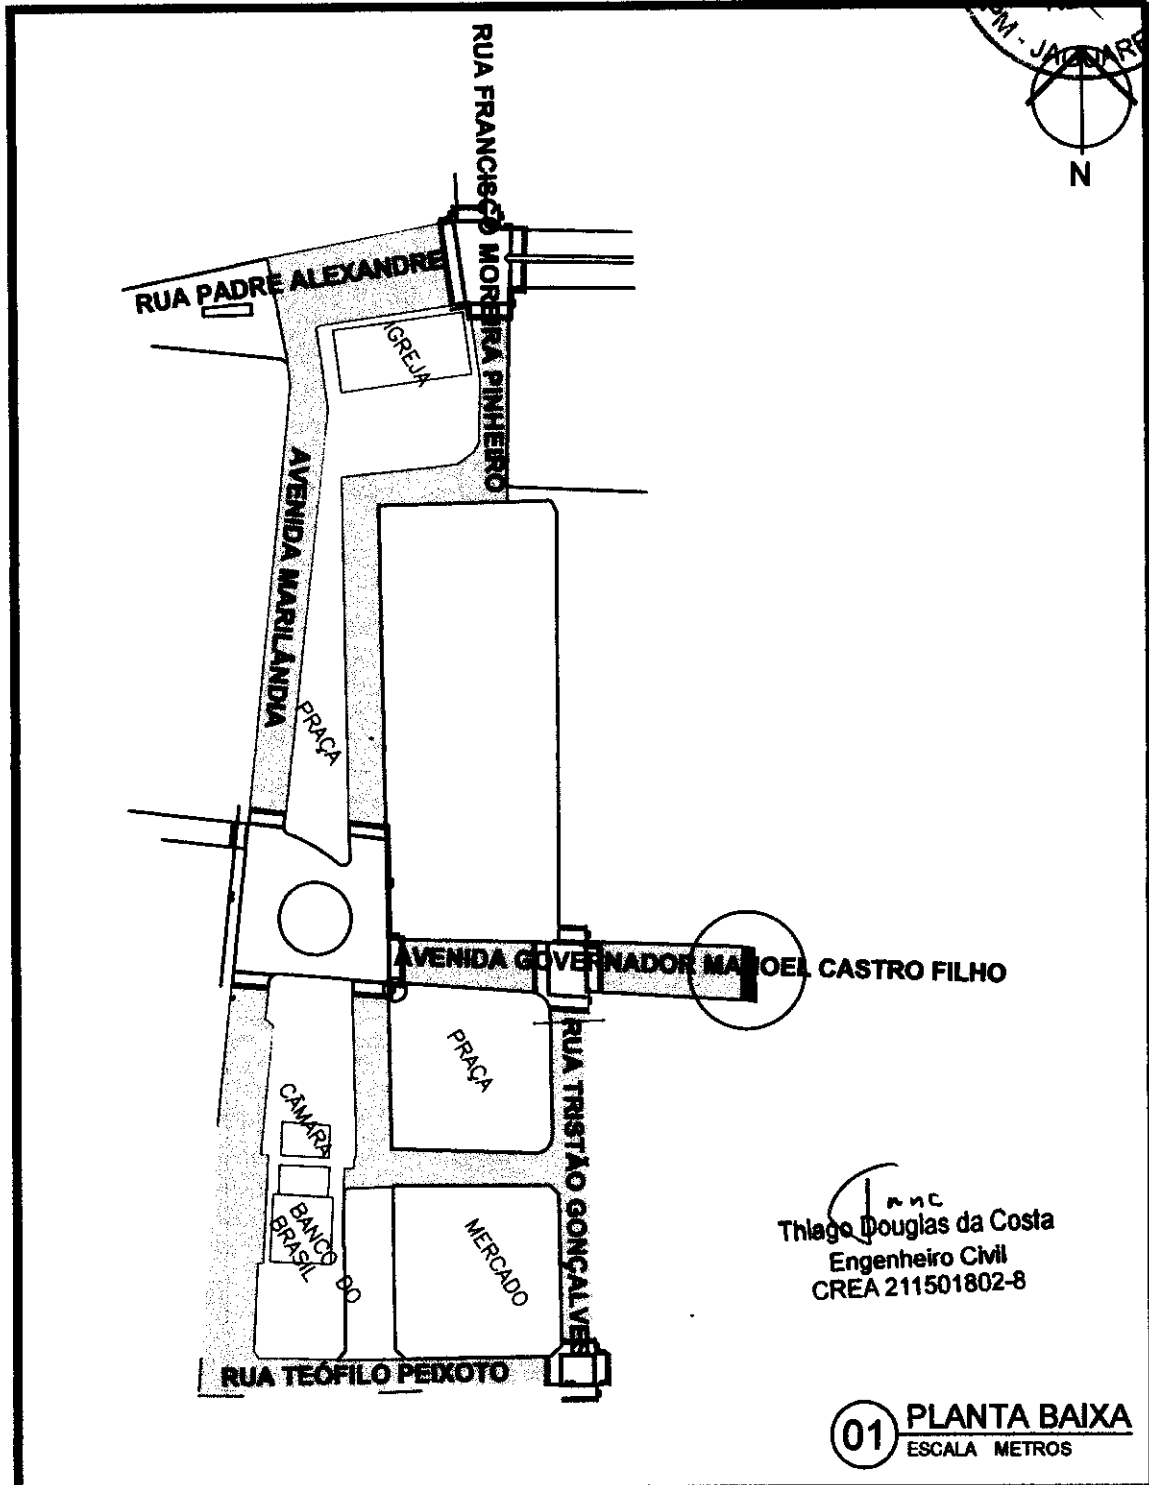 PM - JAGUARE
N
RUA FRANCISCO MOREIRA PINHEIRO
RUA PADRE ALEXANDRE
IGREJA
AVENIDA MARILÂNDIA
PRAÇA
AVENIDA GOVERNADOR MANOEL CASTRO FILHO
PRAÇA
RUA TRISTÃO GONÇALVES
CÂMARA
BANCO DO
BRASIL
MERCADO
RUA TEÓFILO PEIXOTO
Thiago Douglas da Costa
Engenheiro Civil
CREA 211501802-8
01 PLANTA BAIXA
ESCALA METROS